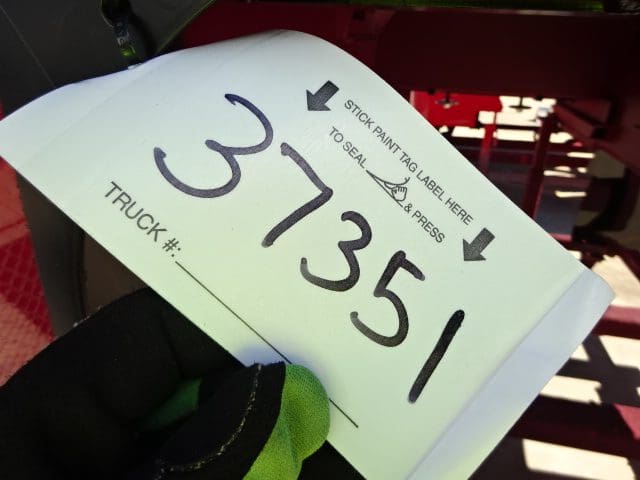 STICK PAINT TAG LABEL HERE
TO SEAL & PRESS
37351
TRUCK #: